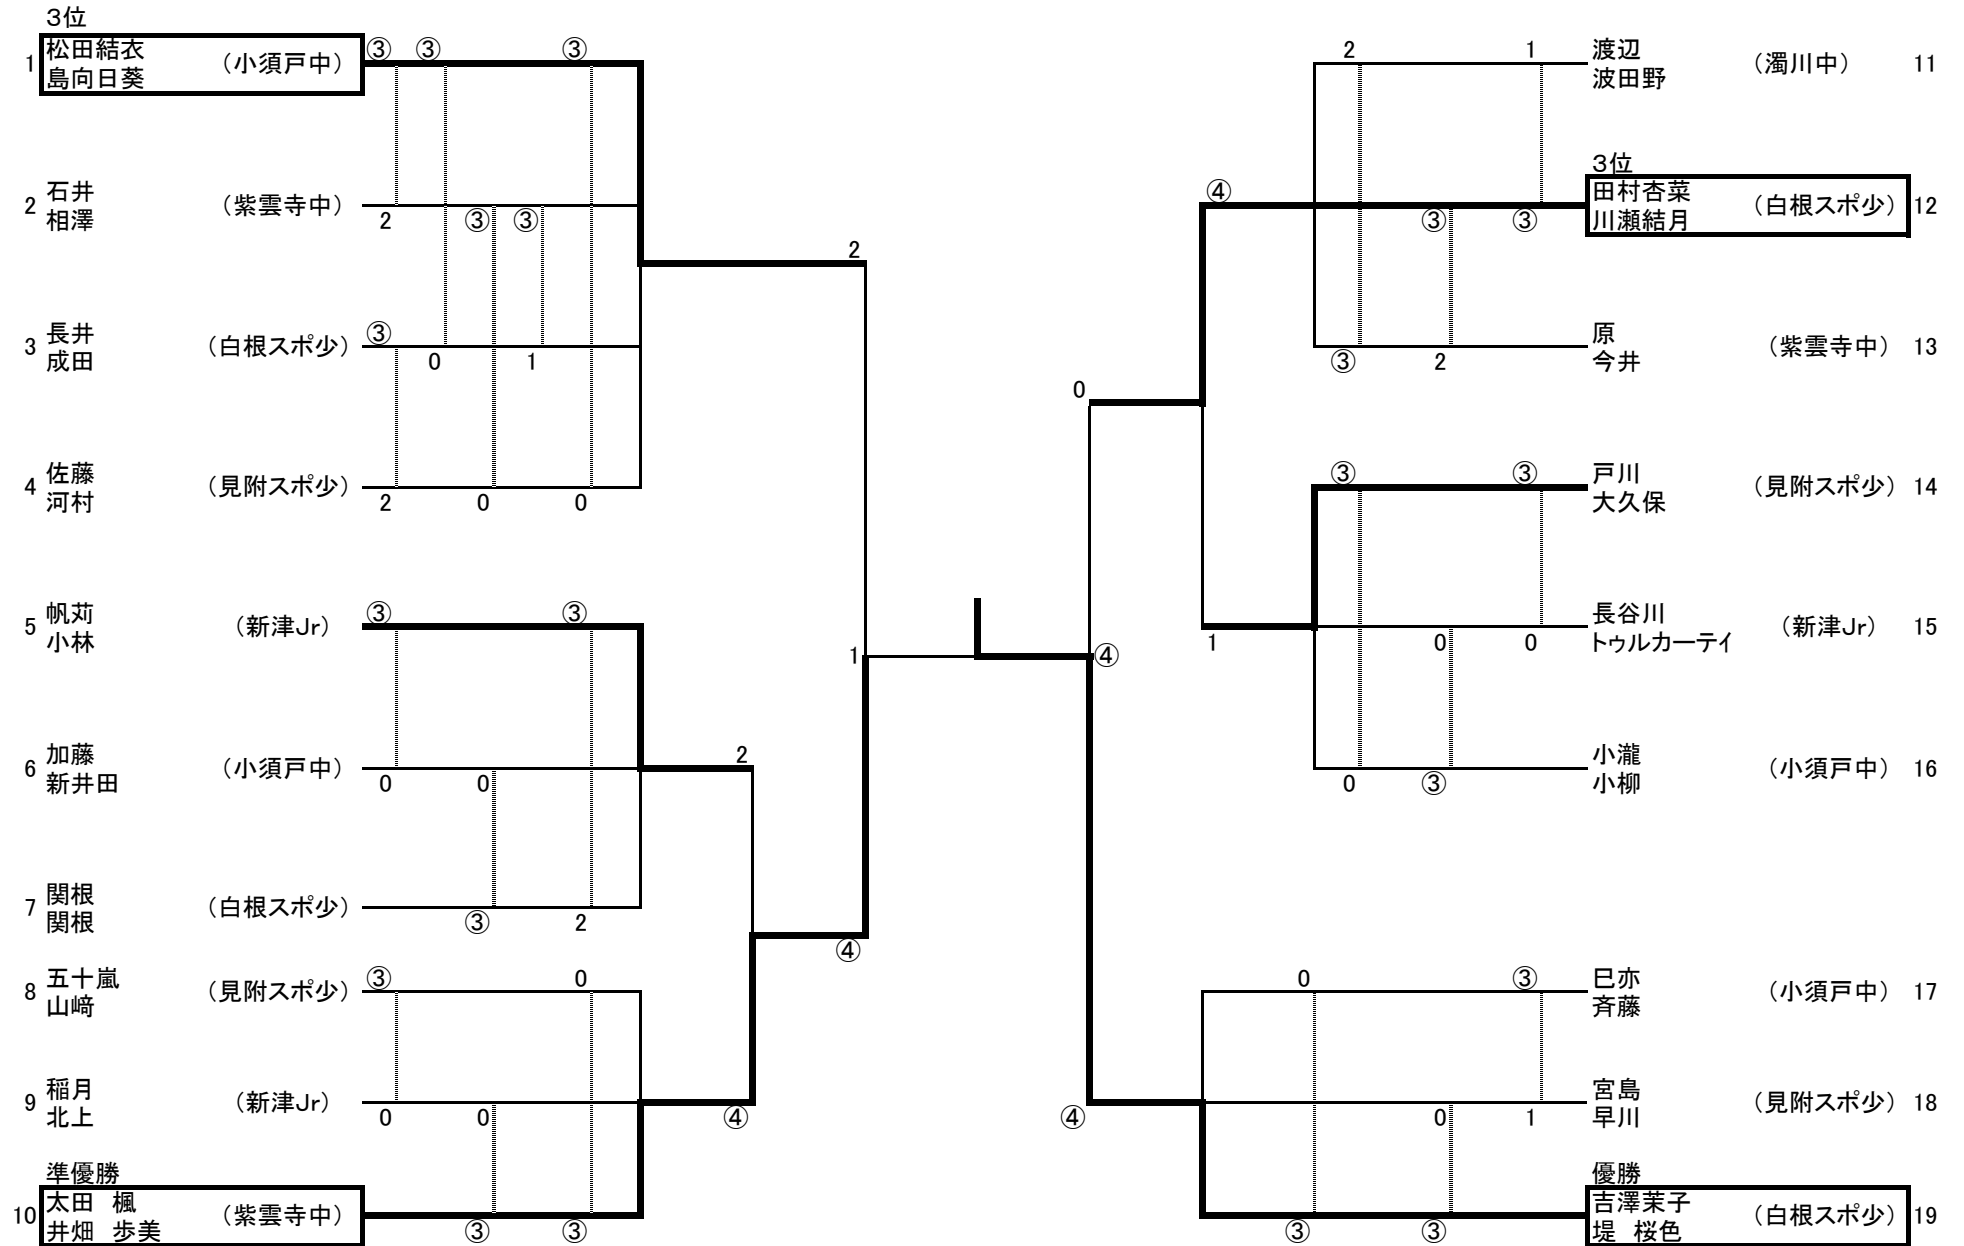 3位
1 松田結衣 (小須戸中) ③ ③ ③
島向日葵
2 石井 (紫雲寺中)
相澤 2 ③ ③
3 長井 (白根スポ少) ③
成田 0 1
4 佐藤 (見附スポ少)
河村 2 0 0
5 帆苅 (新津Jr) ③ ③
小林
6 加藤 (小須戸中)
新井田 0 0
7 関根 (白根スポ少)
関根 ③ 2
8 五十嵐 (見附スポ少) ③ 0
山﨑
9 稲月 (新津Jr)
北上 0 0
準優勝
10 太田 楓 (紫雲寺中)
井畑 歩美 ③ ③
2
2
④
④
1
④
0
④
④
1
2 1 渡辺 (濁川中) 11
波田野
3位
田村杏菜 (白根スポ少) 12
③ ③ 川瀬結月
原 (紫雲寺中) 13
③ 2 今井
③ ③ 戸川 (見附スポ少) 14
大久保
長谷川 (新津Jr) 15
0 0 トゥルカーテイ
小瀧 (小須戸中) 16
0 ③ 小柳
0 ③ 巳亦 (小須戸中) 17
斉藤
宮島 (見附スポ少) 18
0 1 早川
優勝
吉澤茉子 (白根スポ少) 19
③ ③ 堤 桜色